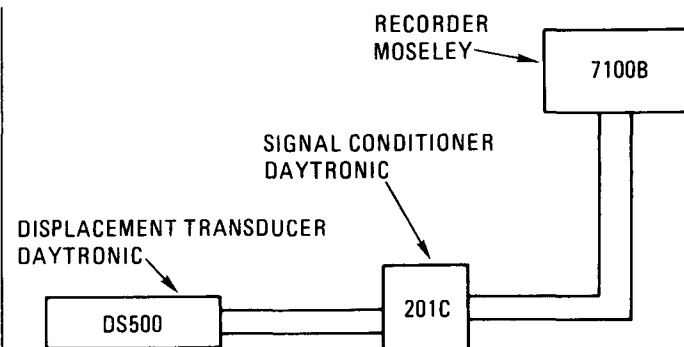 RECORDER
MOSELEY
7100B
SIGNAL CONDITIONER
DAYTRONIC
DISPLACEMENT TRANSDUCER
DAYTRONIC
201C
DS500